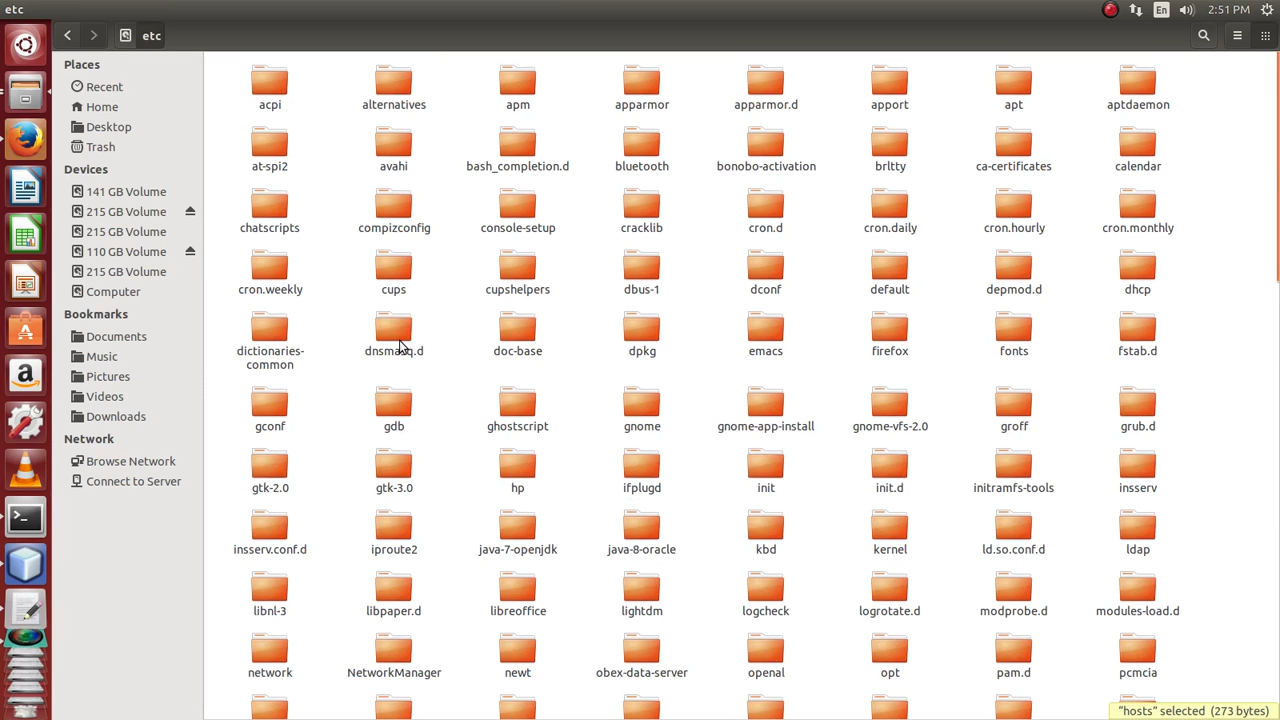 etc
En
2:51 PM
etc
Places
Recent
Home
Desktop
Trash
Devices
141 GB Volume
215 GB Volume
215 GB Volume
110 GB Volume
215 GB Volume
Computer
Bookmarks
Documents
Music
Pictures
Videos
Downloads
Network
Browse Network
Connect to Server
acpi alternatives apm apparmor apparmor.d apport apt aptdaemon
at-spi2 avahi bash_completion.d bluetooth bonobo-activation brltty ca-certificates calendar
chatscripts compizconfig console-setup cracklib cron.d cron.daily cron.hourly cron.monthly
cron.weekly cups cupshelpers dbus-1 dconf default depmod.d dhcp
dictionaries-common dnsmasq.d doc-base dpkg emacs firefox fonts fstab.d
gconf gdb ghostscript gnome gnome-app-install gnome-vfs-2.0 groff grub.d
gtk-2.0 gtk-3.0 hp ifplugd init init.d initramfs-tools insserv
insserv.conf.d iproute2 java-7-openjdk java-8-oracle kbd kernel ld.so.conf.d ldap
libnl-3 libpaper.d libreoffice lightdm logcheck logrotate.d modprobe.d modules-load.d
network NetworkManager newt obex-data-server openal opt pam.d pcmcia
"hosts" selected (273 bytes)